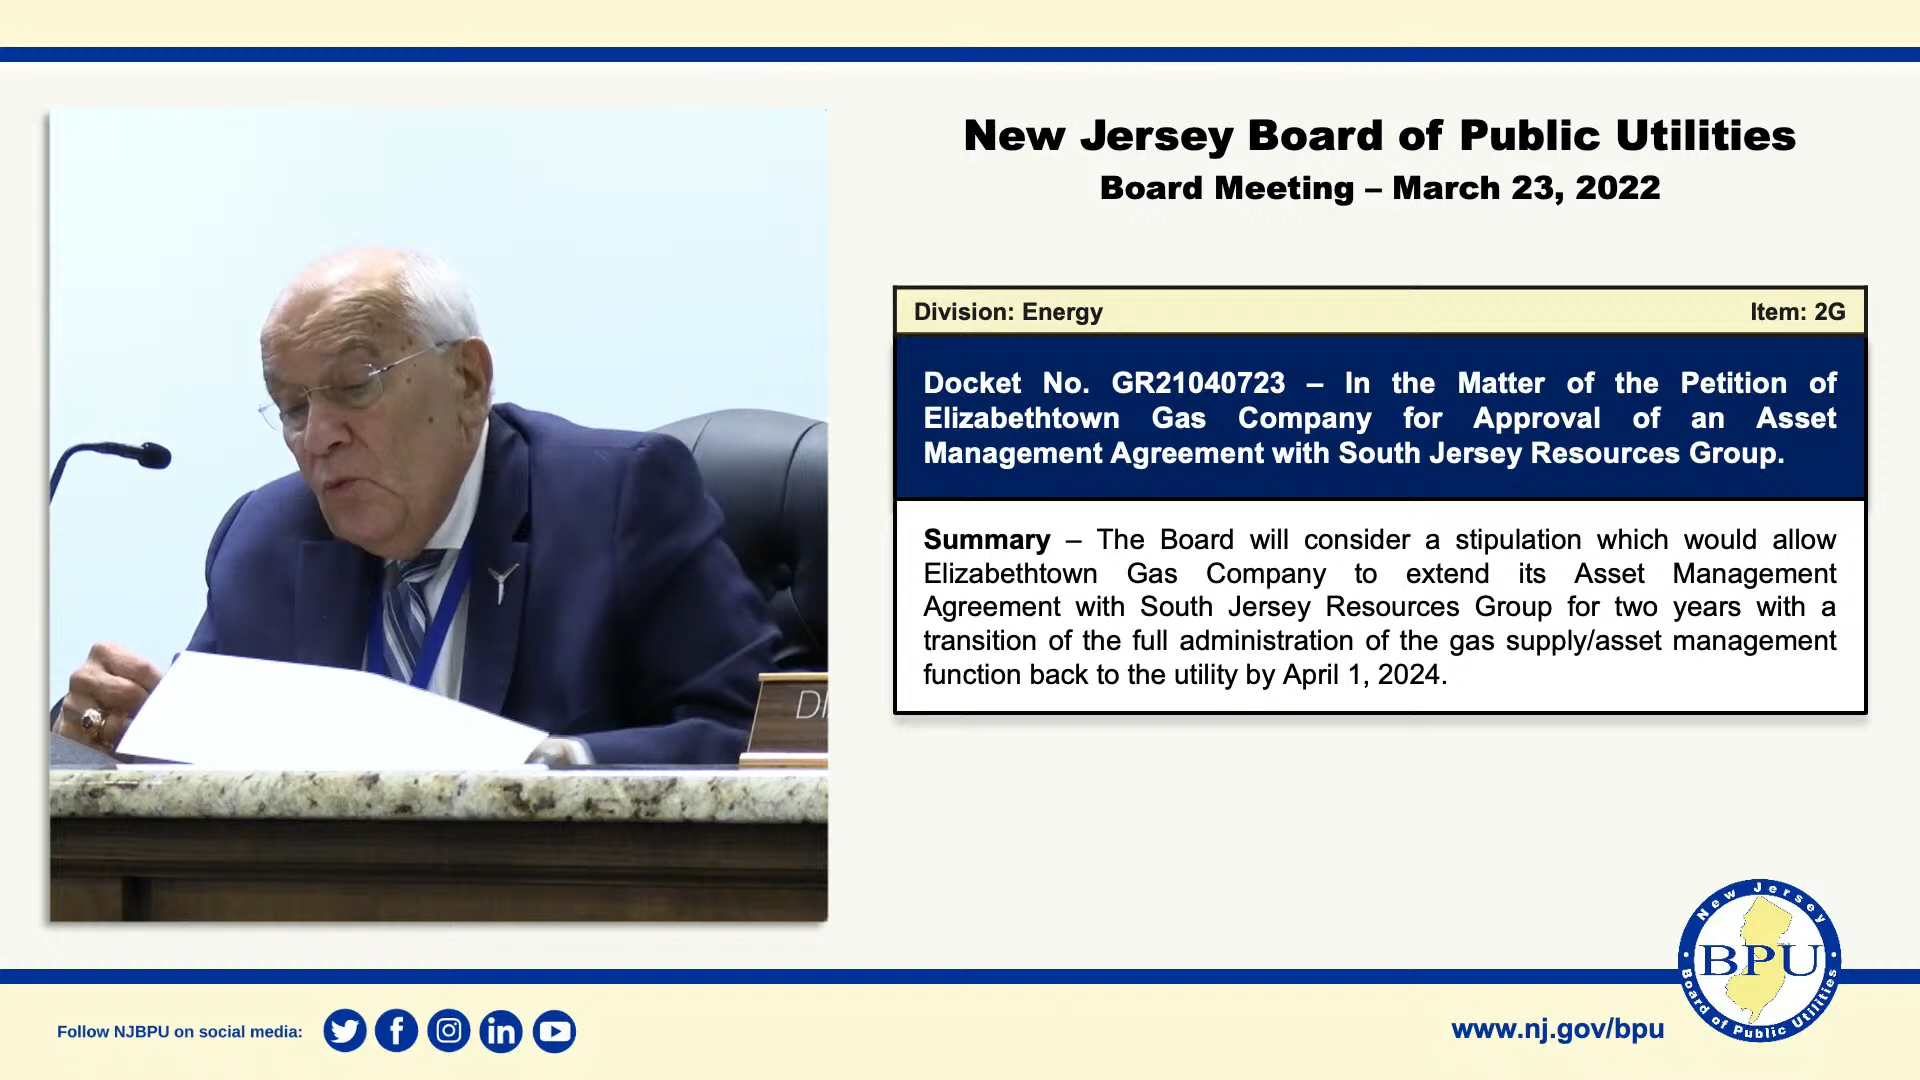 New Jersey Board of Public Utilities
Board Meeting – March 23, 2022
Division: Energy Item: 2G
Docket No. GR21040723 – In the Matter of the Petition of
Elizabethtown Gas Company for Approval of an Asset
Management Agreement with South Jersey Resources Group.
Summary – The Board will consider a stipulation which would allow
Elizabethtown Gas Company to extend its Asset Management
Agreement with South Jersey Resources Group for two years with a
transition of the full administration of the gas supply/asset management
function back to the utility by April 1, 2024.
Follow NJBPU on social media:
www.nj.gov/bpu
New Jersey
BPU
Board of Public Utilities